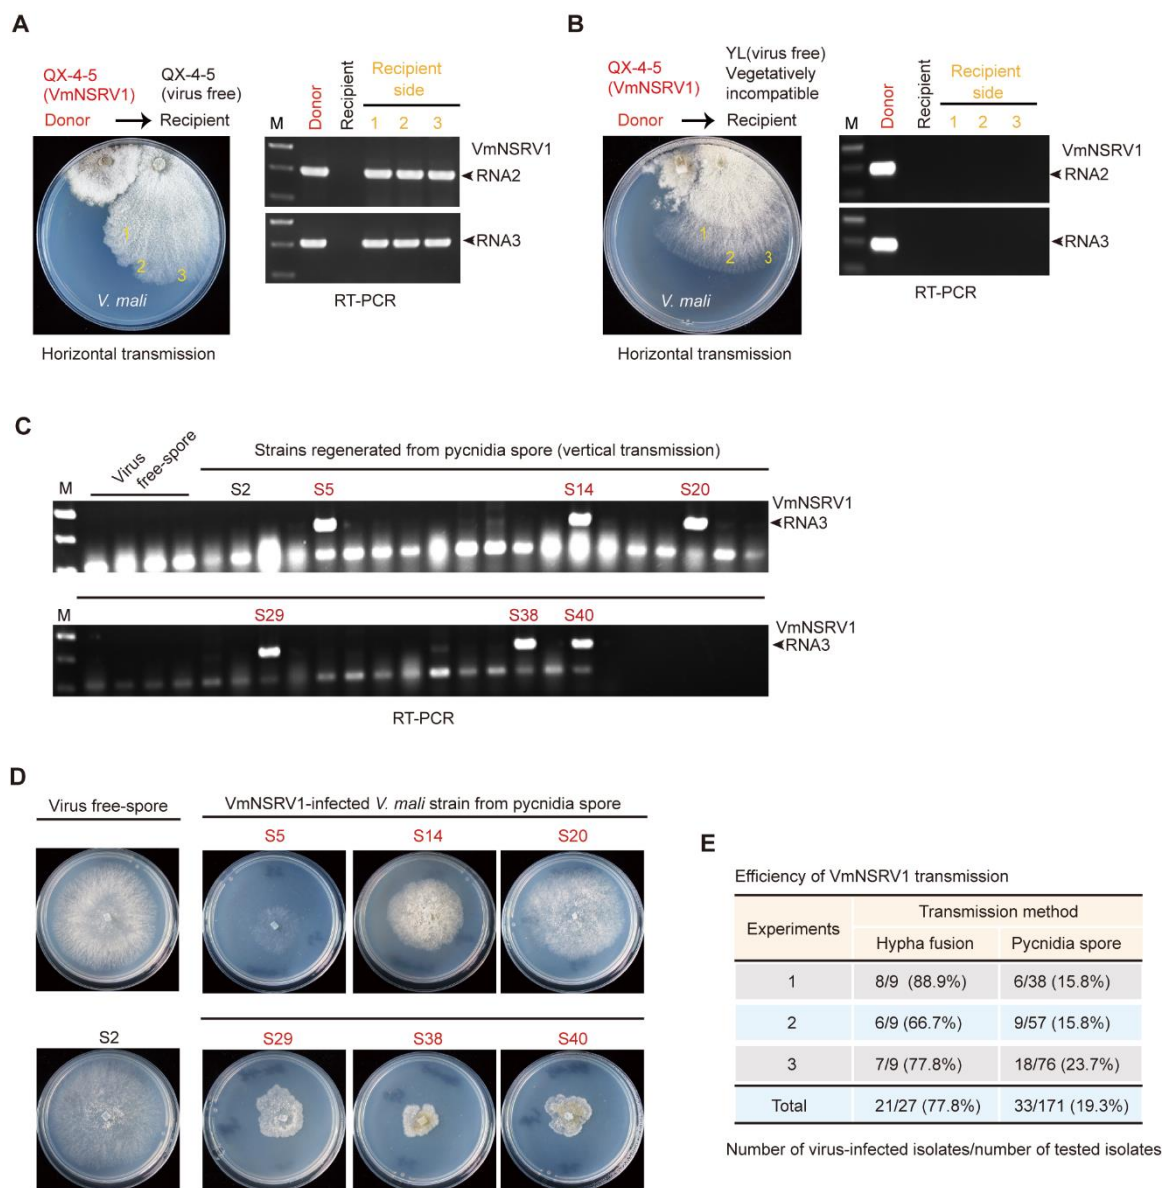 A
QX-4-5
(VmNSRV1)
QX-4-5
(virus free)
Donor
Recipient
1
2
3
V. mali
Horizontal transmission
M
Donor
Recipient
Recipient
side
1 2 3
VmNSRV1
RNA2
RNA3
RT-PCR
B
QX-4-5
(VmNSRV1)
YL(virus free)
Vegetatively
incompatible
Donor
Recipient
1
2
3
V. mali
Horizontal transmission
M
Donor
Recipient
Recipient
side
1 2 3
VmNSRV1
RNA2
RNA3
RT-PCR
C
Virus
free-spore
Strains regenerated from pycnidia spore (vertical transmission)
M S2 S5 S14 S20
VmNSRV1
RNA3
M S29 S38 S40
VmNSRV1
RNA3
RT-PCR
D
Virus free-spore
VmNSRV1-infected V. mali strain from pycnidia spore
S5 S14 S20
S2 S29 S38 S40
E
Efficiency of VmNSRV1 transmission
Experiments
Transmission method
Hypha fusion Pycnidia spore
1 8/9 (88.9%) 6/38 (15.8%)
2 6/9 (66.7%) 9/57 (15.8%)
3 7/9 (77.8%) 18/76 (23.7%)
Total 21/27 (77.8%) 33/171 (19.3%)
Number of virus-infected isolates/number of tested isolates